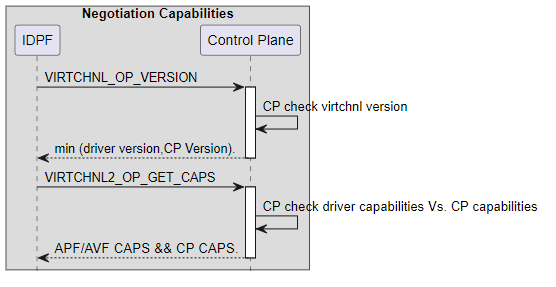 Negotiation Capabilities
IDPF
Control Plane
VIRTCHNL_OP_VERSION
CP check virtchnl version
min (driver version,CP Version).
VIRTCHNL2_OP_GET_CAPS
CP check driver capabilities Vs. CP capabilities
APF/AVF CAPS && CP CAPS.